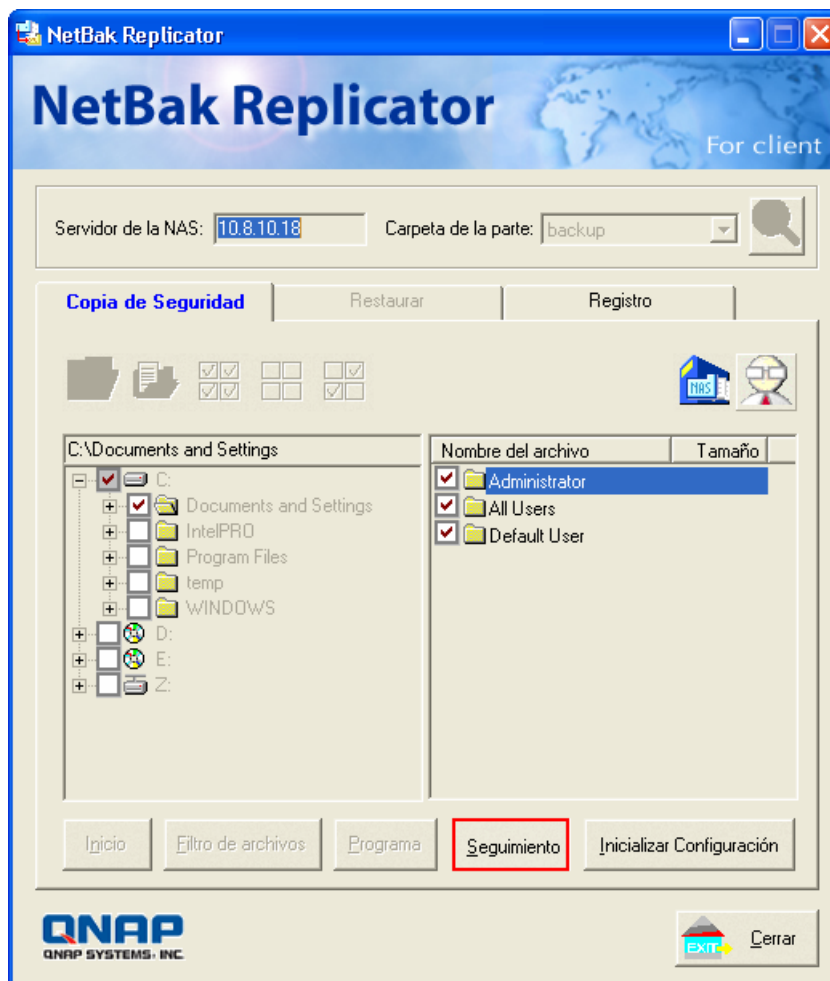 NetBak Replicator
NetBak Replicator
For client
Servidor de la NAS: 10.8.10.18 Carpeta de la parte: backup
Copia de Seguridad Restaurar Registro
NAS
C:\Documents and Settings
C:
Documents and Settings
IntelPRO
Program Files
temp
WINDOWS
D:
E:
Z:
Nombre del archivo Tamaño
Administrator
All Users
Default User
Inicio Filtro de archivos Programa Seguimiento Inicializar Configuración
QNAP
QNAP SYSTEMS, INC.
EXIT Cerrar